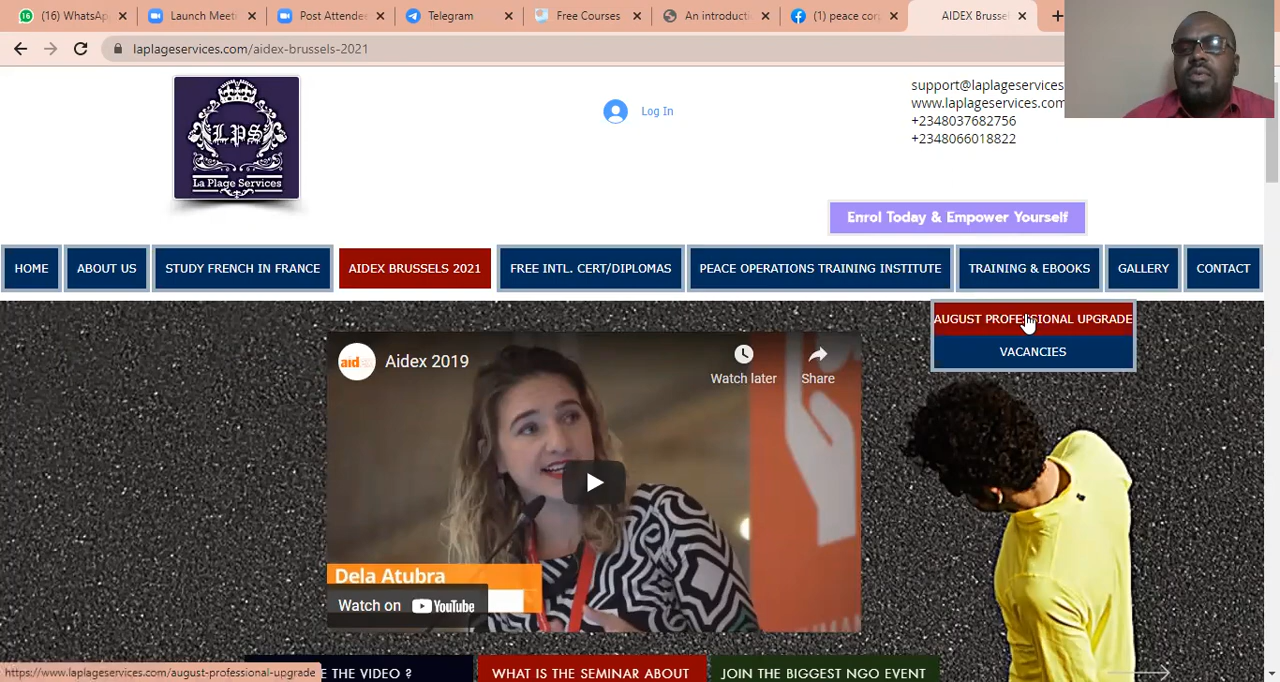 (16) WhatsAp
Launch Meet
Post Attende
Telegram
Free Courses
An introducti
(1) peace cor
AIDEX Brusse
laplageservices.com/aidex-brussels-2021
LPS
La Plage Services
Log In
support@laplageservices
www.laplageservices.com
+2348037682756
+2348066018822
Enrol Today & Empower Yourself
HOME
ABOUT US
STUDY FRENCH IN FRANCE
AIDEX BRUSSELS 2021
FREE INTL. CERT/DIPLOMAS
PEACE OPERATIONS TRAINING INSTITUTE
TRAINING & EBOOKS
GALLERY
CONTACT
AUGUST PROFESSIONAL UPGRADE
VACANCIES
aid
Aidex 2019
Watch later
Share
Dela Atubra
Watch on YouTube
E THE VIDEO ?
WHAT IS THE SEMINAR ABOUT
JOIN THE BIGGEST NGO EVENT
https://www.laplageservices.com/august-professional-upgrade